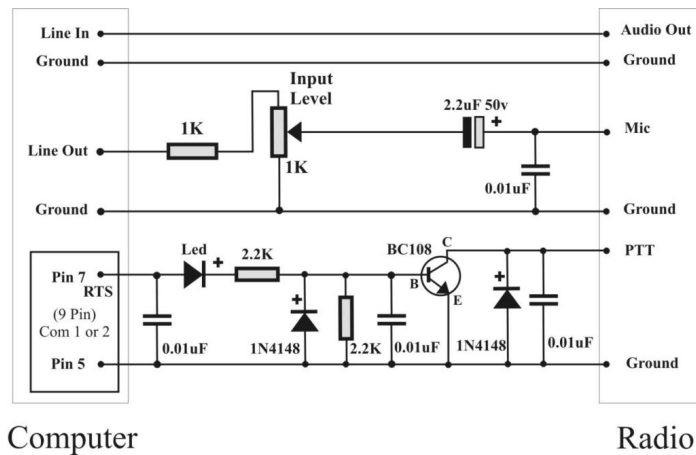 Line In
Audio Out
Ground
Ground
Input
Level
2.2uF 50v
+
1K
Mic
Line Out
1K
0.01uF
Ground
Ground
Led
2.2K
BC108
C
PTT
Pin 7
RTS
+
+
B
+
E
(9 Pin)
Com 1 or 2
0.01uF
1N4148
2.2K
0.01uF
1N4148
0.01uF
Pin 5
Ground
Computer
Radio